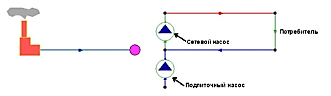 Потребитель
Сетевой насос
Подпиточный насос